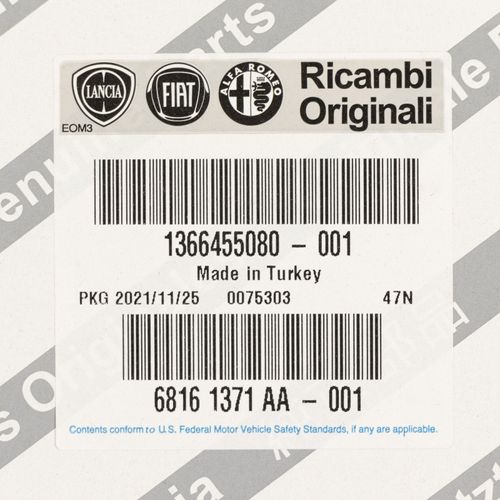 LANCIA FIAT ALFA ROMEO Ricambi
Originali
EOM3
1366455080 - 001
Made in Turkey
PKG 2021/11/25 0075303 47N
6816 1371 AA - 001
Contents conform to U.S. Federal Motor Vehicle Safety Standards, if any are applicable.